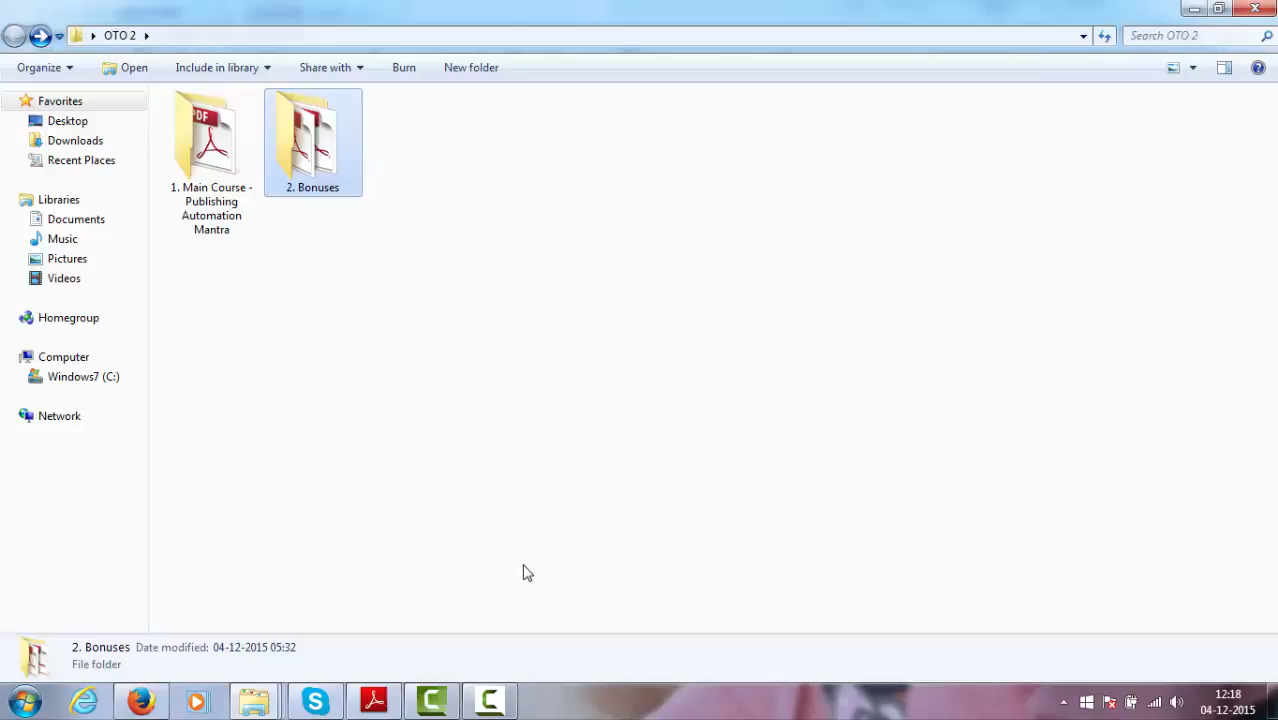 OTO 2
Search OTO 2
Organize
Open
Include in library
Share with
Burn
New folder
Favorites
Desktop
Downloads
Recent Places
Libraries
Documents
Music
Pictures
Videos
Homegroup
Computer
Windows7 (C:)
Network
PDF
1. Main Course -
Publishing
Automation
Mantra
2. Bonuses
2. Bonuses Date modified: 04-12-2015 05:32
File folder
12:18
04-12-2015